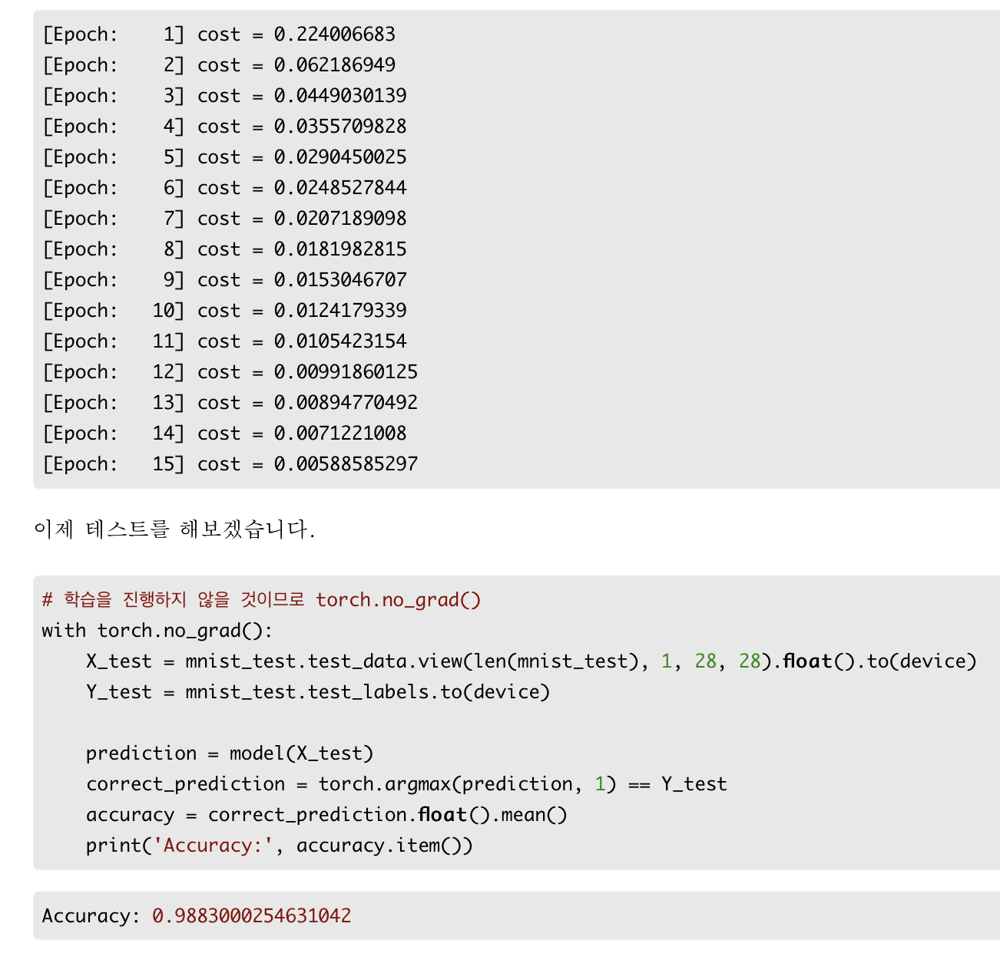 [Epoch:    1] cost = 0.224006683
[Epoch:    2] cost = 0.062186949
[Epoch:    3] cost = 0.0449030139
[Epoch:    4] cost = 0.0355709828
[Epoch:    5] cost = 0.0290450025
[Epoch:    6] cost = 0.0248527844
[Epoch:    7] cost = 0.0207189098
[Epoch:    8] cost = 0.0181982815
[Epoch:    9] cost = 0.0153046707
[Epoch:   10] cost = 0.0124179339
[Epoch:   11] cost = 0.0105423154
[Epoch:   12] cost = 0.00991860125
[Epoch:   13] cost = 0.00894770492
[Epoch:   14] cost = 0.0071221008
[Epoch:   15] cost = 0.00588585297
이제 테스트를 해보겠습니다.
# 학습을 진행하지 않을 것이므로 torch.no_grad()
with torch.no_grad():
    X_test = mnist_test.test_data.view(len(mnist_test), 1, 28, 28).float().to(device)
    Y_test = mnist_test.test_labels.to(device)
    prediction = model(X_test)
    correct_prediction = torch.argmax(prediction, 1) == Y_test
    accuracy = correct_prediction.float().mean()
    print('Accuracy:', accuracy.item())
Accuracy: 0.9883000254631042